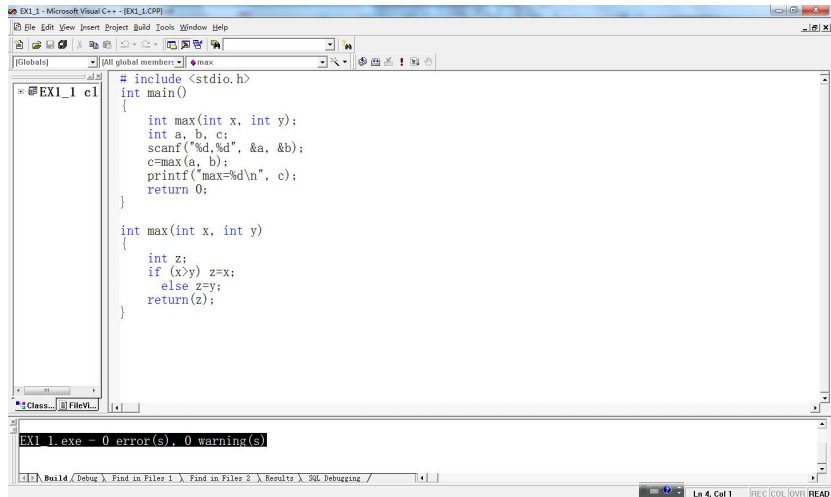 EX1_1 - Microsoft Visual C++ - [EX1_1.CPP]
File Edit View Insert Project Build Tools Window Help
[Globals] [All global members] max
EX1_1 cl
# include <stdio.h>
int main()
{
int max(int x, int y);
int a, b, c;
scanf("%d,%d", &a, &b);
c=max(a, b);
printf("max=%d\n", c);
return 0;
}
int max(int x, int y)
{
int z;
if (x>y) z=x;
else z=y;
return(z);
}
Class... FileVi...
EX1_1.exe - 0 error(s), 0 warning(s)
Build Debug Find in Files 1 Find in Files 2 Results SQL Debugging
Ln 4, Col 1 REC COL OVR READ